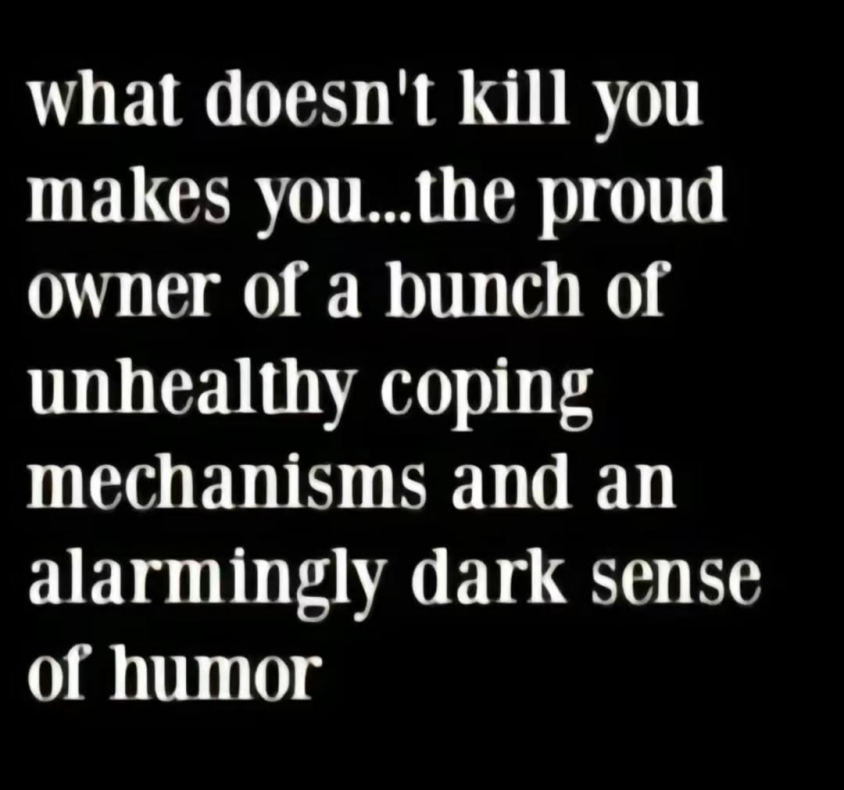 what doesn't kill you
makes you...the proud
owner of a bunch of
unhealthy coping
mechanisms and an
alarmingly dark sense
of humor